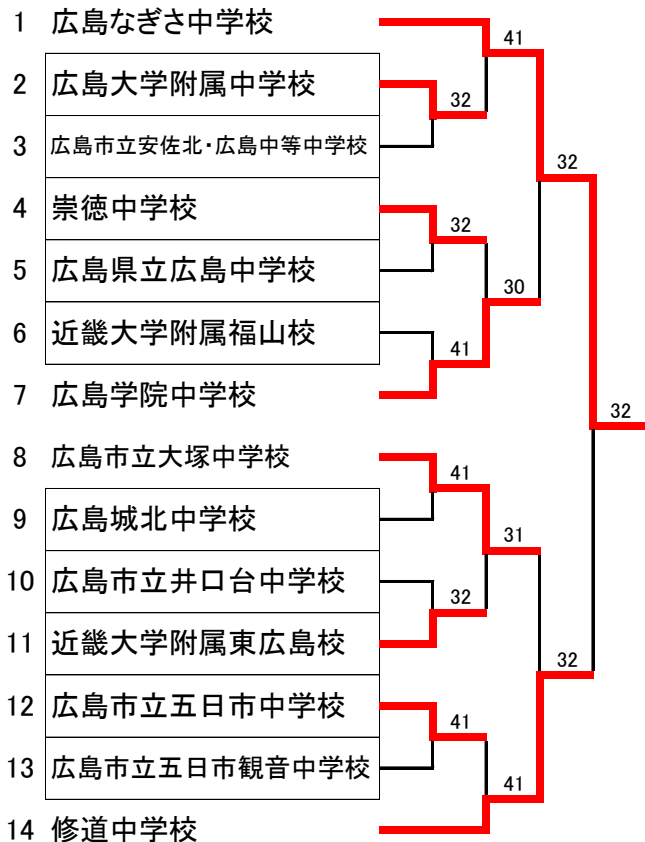 1 広島なぎさ中学校
41
2 広島大学附属中学校
32
3 広島市立安佐北・広島中等中学校
32
4 崇徳中学校
32
5 広島県立広島中学校
30
6 近畿大学附属福山校
41
7 広島学院中学校
32
8 広島市立大塚中学校
41
9 広島城北中学校
31
10 広島市立井口台中学校
32
11 近畿大学附属東広島校
32
12 広島市立五日市中学校
41
13 広島市立五日市観音中学校
41
14 修道中学校